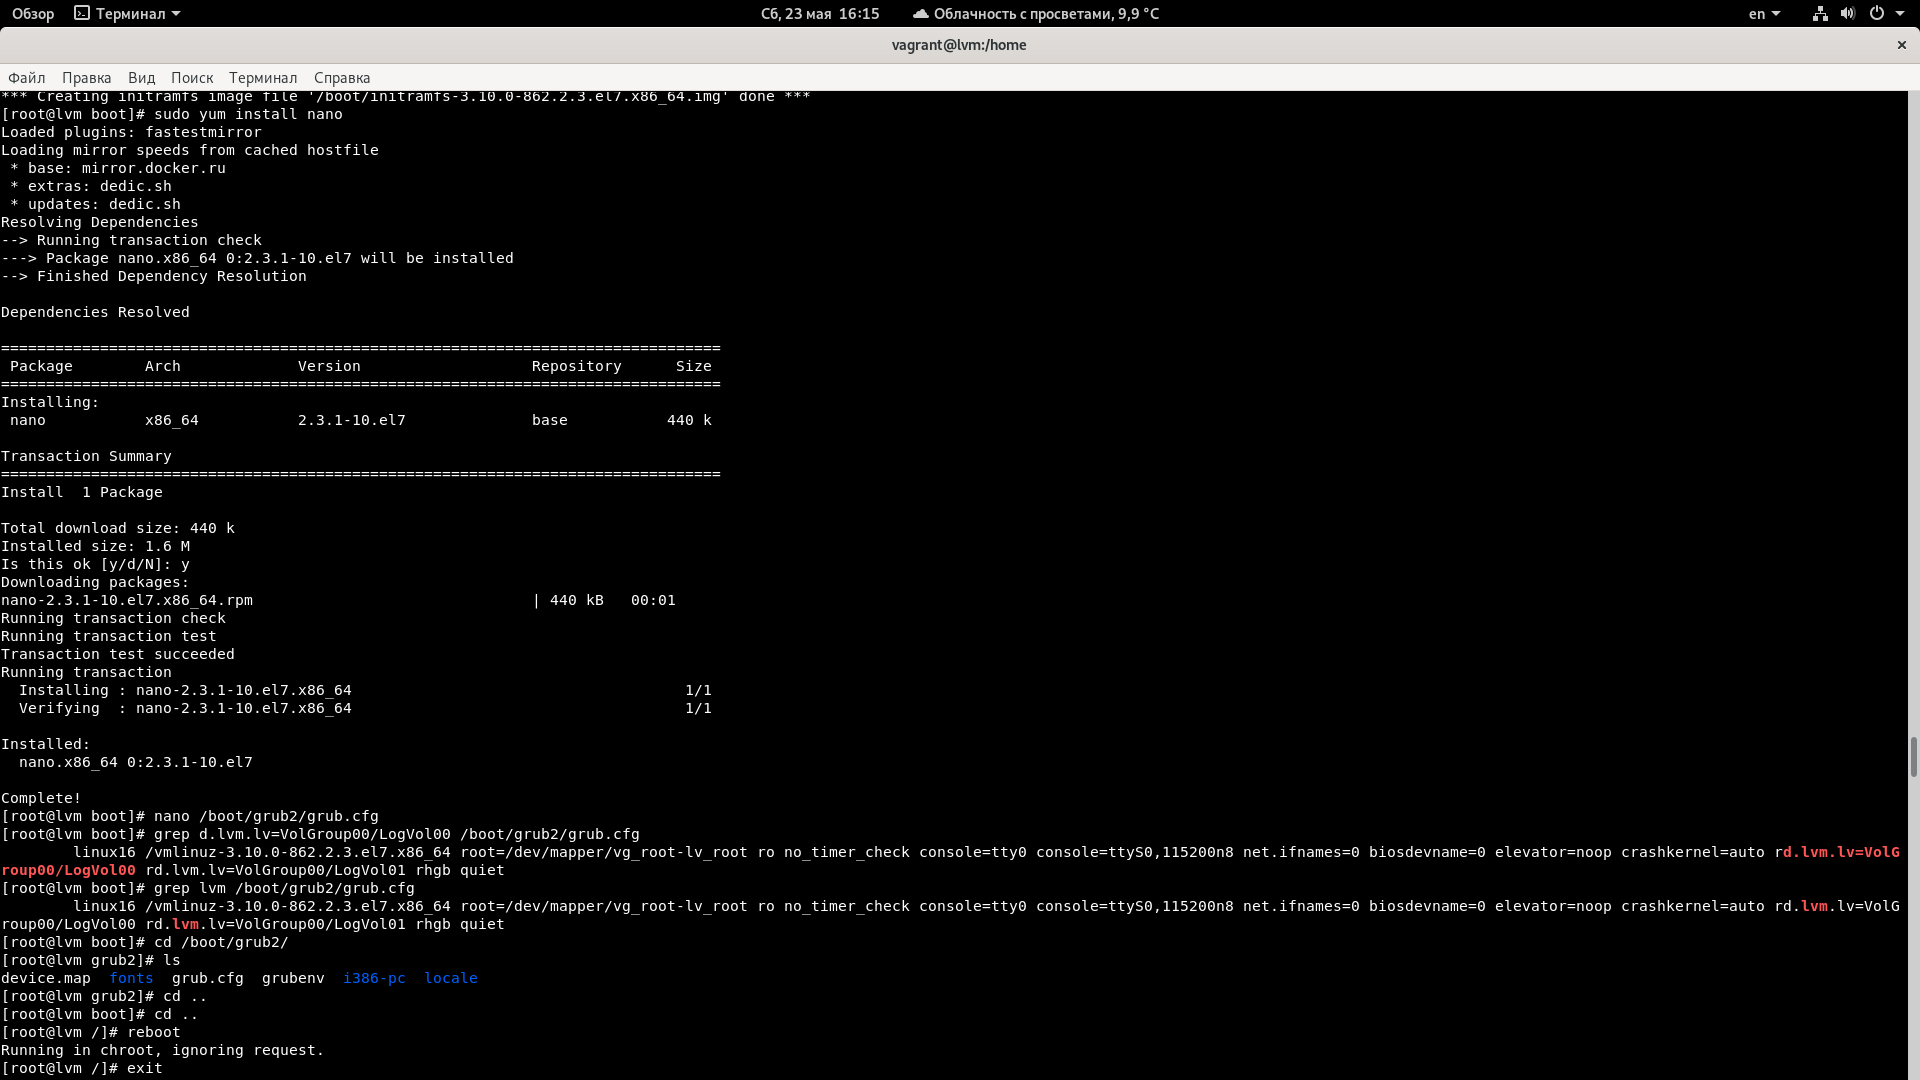 Обзор Терминал Сб, 23 мая 16:15 Облачность с просветами, 9,9 °C en
vagrant@lvm:/home ×
Файл Правка Вид Поиск Терминал Справка
*** Creating initramfs image file '/boot/initramfs-3.10.0-862.2.3.el7.x86_64.img' done ***
[root@lvm boot]# sudo yum install nano
Loaded plugins: fastestmirror
Loading mirror speeds from cached hostfile
 * base: mirror.docker.ru
 * extras: dedic.sh
 * updates: dedic.sh
Resolving Dependencies
--> Running transaction check
---> Package nano.x86_64 0:2.3.1-10.el7 will be installed
--> Finished Dependency Resolution
Dependencies Resolved
================================================================================
 Package        Arch             Version                   Repository      Size
================================================================================
Installing:
 nano           x86_64           2.3.1-10.el7              base           440 k
Transaction Summary
================================================================================
Install  1 Package
Total download size: 440 k
Installed size: 1.6 M
Is this ok [y/d/N]: y
Downloading packages:
nano-2.3.1-10.el7.x86_64.rpm                               | 440 kB   00:01
Running transaction check
Running transaction test
Transaction test succeeded
Running transaction
  Installing : nano-2.3.1-10.el7.x86_64                                     1/1
  Verifying  : nano-2.3.1-10.el7.x86_64                                     1/1
Installed:
  nano.x86_64 0:2.3.1-10.el7
Complete!
[root@lvm boot]# nano /boot/grub2/grub.cfg
[root@lvm boot]# grep d.lvm.lv=VolGroup00/LogVol00 /boot/grub2/grub.cfg
        linux16 /vmlinuz-3.10.0-862.2.3.el7.x86_64 root=/dev/mapper/vg_root-lv_root ro no_timer_check console=tty0 console=ttyS0,115200n8 net.ifnames=0 biosdevname=0 elevator=noop crashkernel=auto rd.lvm.lv=VolG
roup00/LogVol00 rd.lvm.lv=VolGroup00/LogVol01 rhgb quiet
[root@lvm boot]# grep lvm /boot/grub2/grub.cfg
        linux16 /vmlinuz-3.10.0-862.2.3.el7.x86_64 root=/dev/mapper/vg_root-lv_root ro no_timer_check console=tty0 console=ttyS0,115200n8 net.ifnames=0 biosdevname=0 elevator=noop crashkernel=auto rd.lvm.lv=VolG
roup00/LogVol00 rd.lvm.lv=VolGroup00/LogVol01 rhgb quiet
[root@lvm boot]# cd /boot/grub2/
[root@lvm grub2]# ls
device.map  fonts  grub.cfg  grubenv  i386-pc  locale
[root@lvm grub2]# cd ..
[root@lvm boot]# cd ..
[root@lvm /]# reboot
Running in chroot, ignoring request.
[root@lvm /]# exit